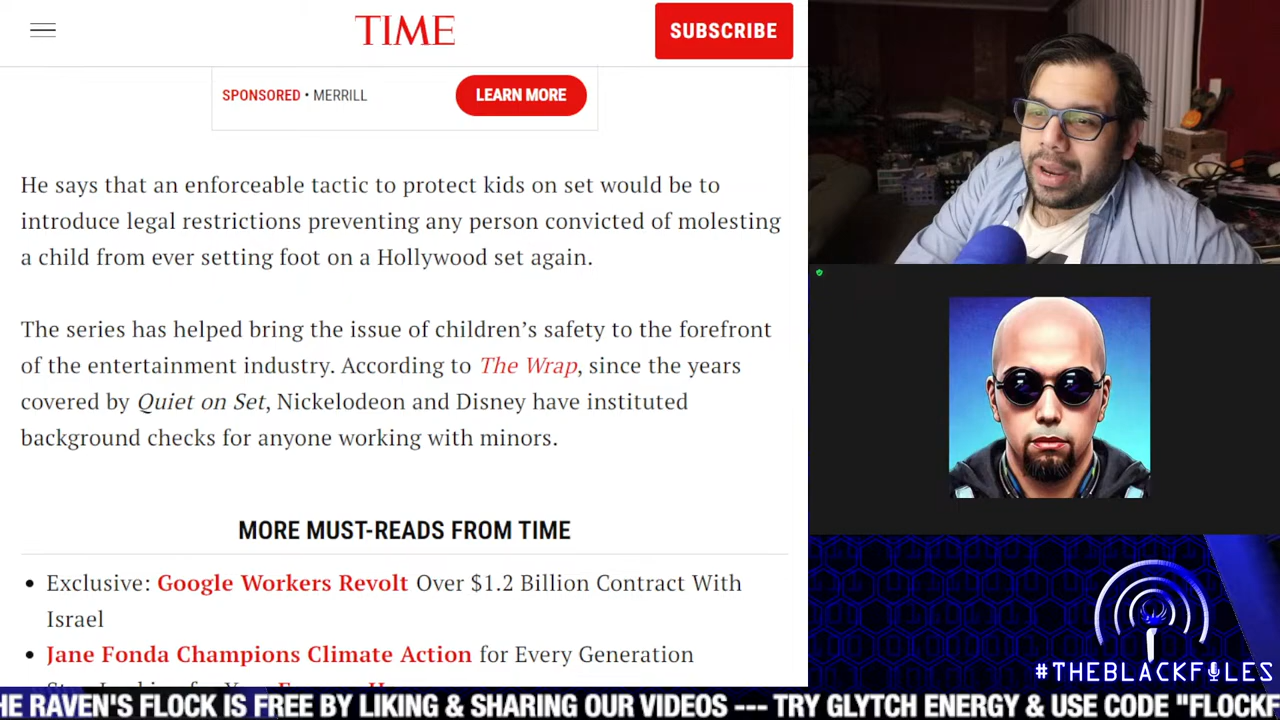 TIME
SUBSCRIBE
SPONSORED • MERRILL
LEARN MORE
He says that an enforceable tactic to protect kids on set would be to
introduce legal restrictions preventing any person convicted of molesting
a child from ever setting foot on a Hollywood set again.
The series has helped bring the issue of children’s safety to the forefront
of the entertainment industry. According to The Wrap, since the years
covered by Quiet on Set, Nickelodeon and Disney have instituted
background checks for anyone working with minors.
MORE MUST-READS FROM TIME
• Exclusive: Google Workers Revolt Over $1.2 Billion Contract With
Israel
• Jane Fonda Champions Climate Action for Every Generation
#THEBLACKFILES
HE RAVEN'S FLOCK IS FREE BY LIKING & SHARING OUR VIDEOS --- TRY GLYTCH ENERGY & USE CODE "FLOCKF